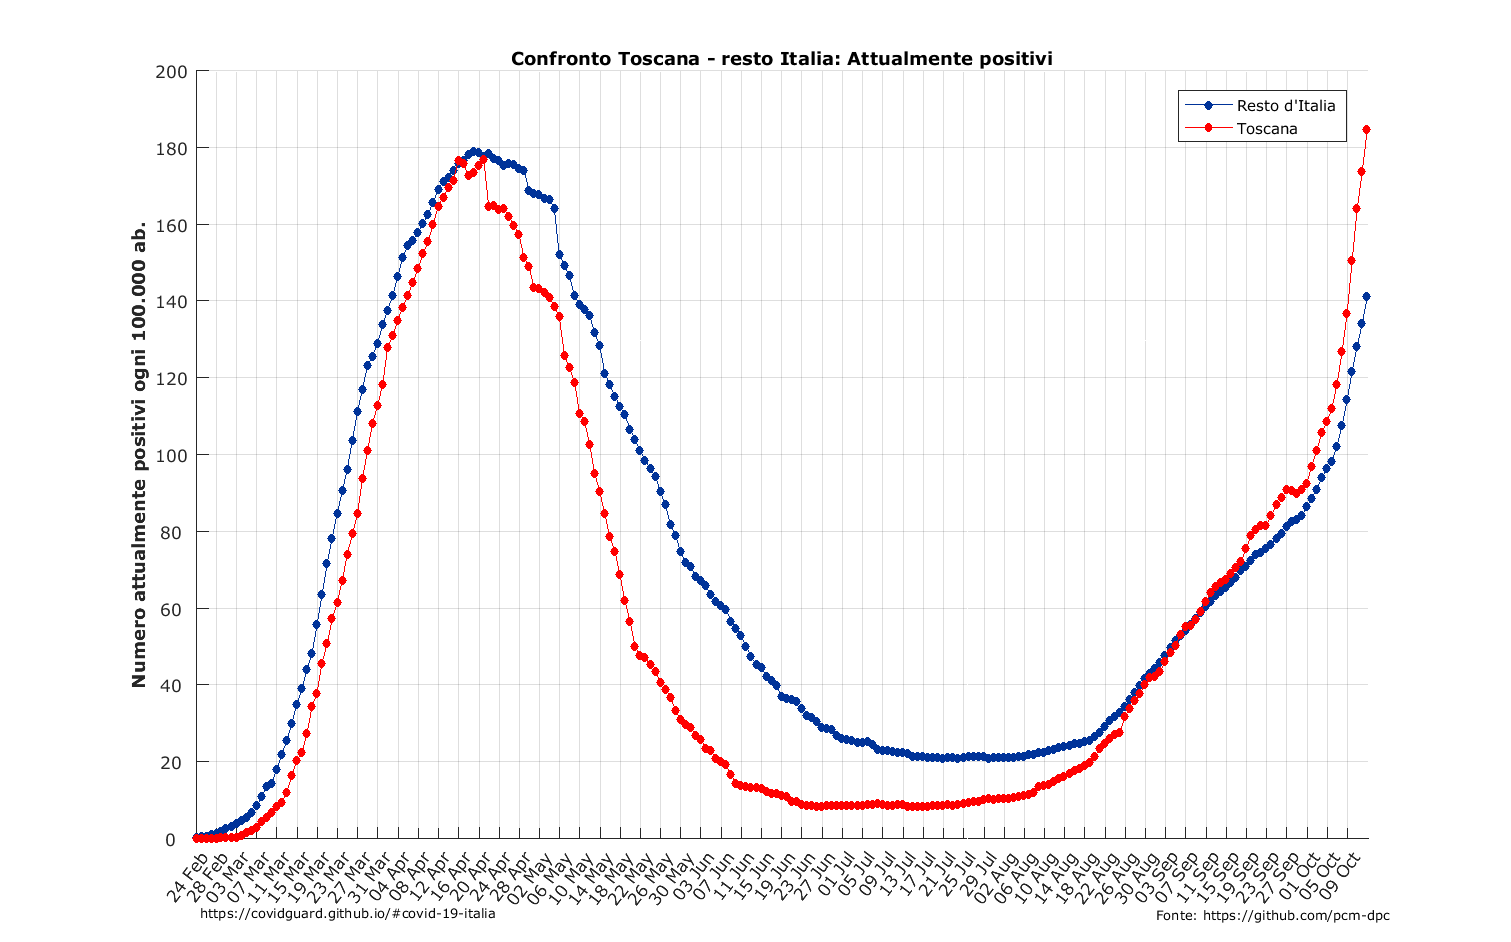 Confronto Toscana - resto Italia: Attualmente positivi
Resto d'Italia
Toscana
Numero attualmente positivi ogni 100.000 ab.
200
180
160
140
120
100
80
60
40
20
0
24 Feb
28 Feb
03 Mar
07 Mar
11 Mar
15 Mar
19 Mar
23 Mar
27 Mar
31 Mar
04 Apr
08 Apr
12 Apr
16 Apr
20 Apr
24 Apr
28 Apr
02 May
06 May
10 May
14 May
18 May
22 May
26 May
30 May
03 Jun
07 Jun
11 Jun
15 Jun
19 Jun
23 Jun
27 Jun
01 Jul
05 Jul
09 Jul
13 Jul
17 Jul
21 Jul
25 Jul
29 Jul
02 Aug
06 Aug
10 Aug
14 Aug
18 Aug
22 Aug
26 Aug
30 Aug
03 Sep
07 Sep
11 Sep
15 Sep
19 Sep
23 Sep
27 Sep
01 Oct
05 Oct
09 Oct
https://covidguard.github.io/#covid-19-italia
Fonte: https://github.com/pcm-dpc